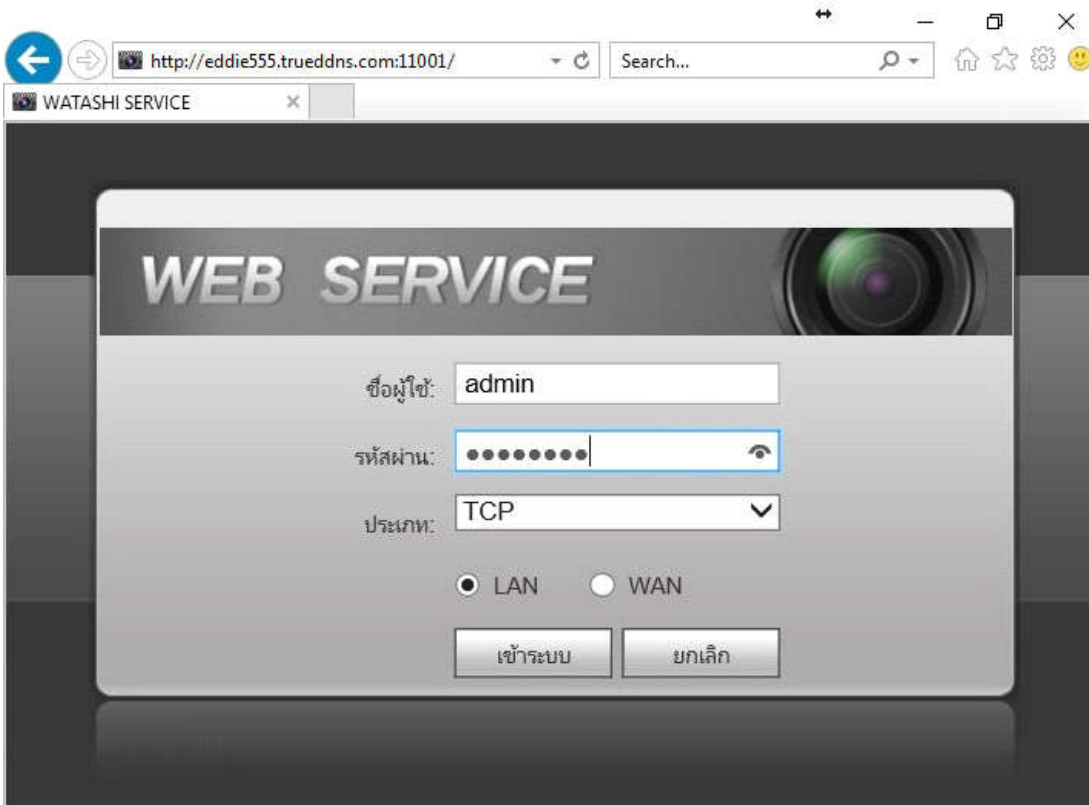 http://eddie555.trueddns.com:11001/ Search...
WATASHI SERVICE
WEB SERVICE
ชื่อผู้ใช้: admin
รหัสผ่าน: ●●●●●●●●
ประเภท: TCP
LAN WAN
เข้าระบบ ยกเลิก